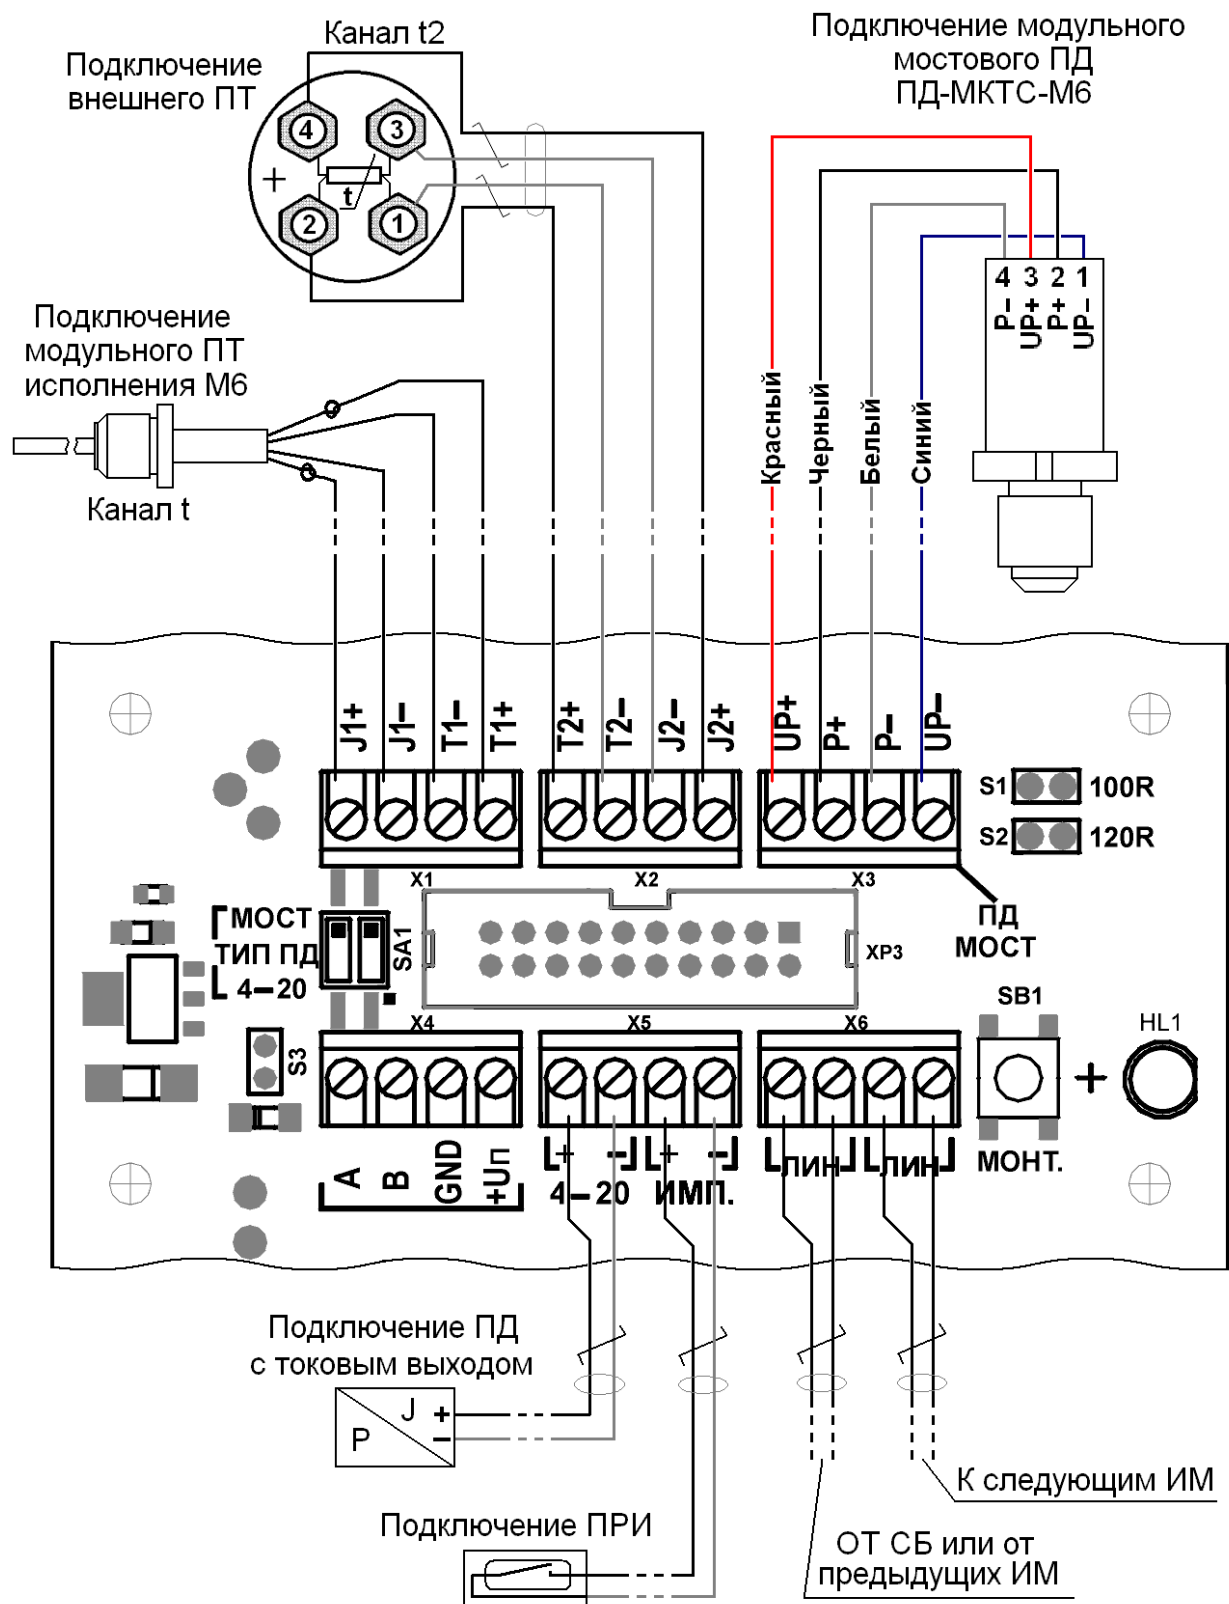 Канал t2
Подключение
внешнего ПТ
4
3
+
t
2
1
Подключение модульного
мостового ПД
ПД-МКТС-М6
4 3 2 1
P–
UP+
P+
UP–
Подключение
модульного ПТ
исполнения М6
Канал t
Красный
Черный
Белый
Синий
J1+
J1–
T1–
T1+
T2+
T2–
J2–
J2+
UP+
P+
P–
UP–
S1 100R
S2 120R
X1
X2
X3
ПД
МОСТ
МОСТ
ТИП ПД
4–20
SA1
XP3
SB1
HL1
X4
X5
X6
S3
+
МОНТ.
A
B
GND
+Uп
+ –
4–20
+ –
ИМП.
ЛИН
ЛИН
Подключение ПД
с токовым выходом
J +
P –
К следующим ИМ
Подключение ПРИ
ОТ СБ или от
предыдущих ИМ